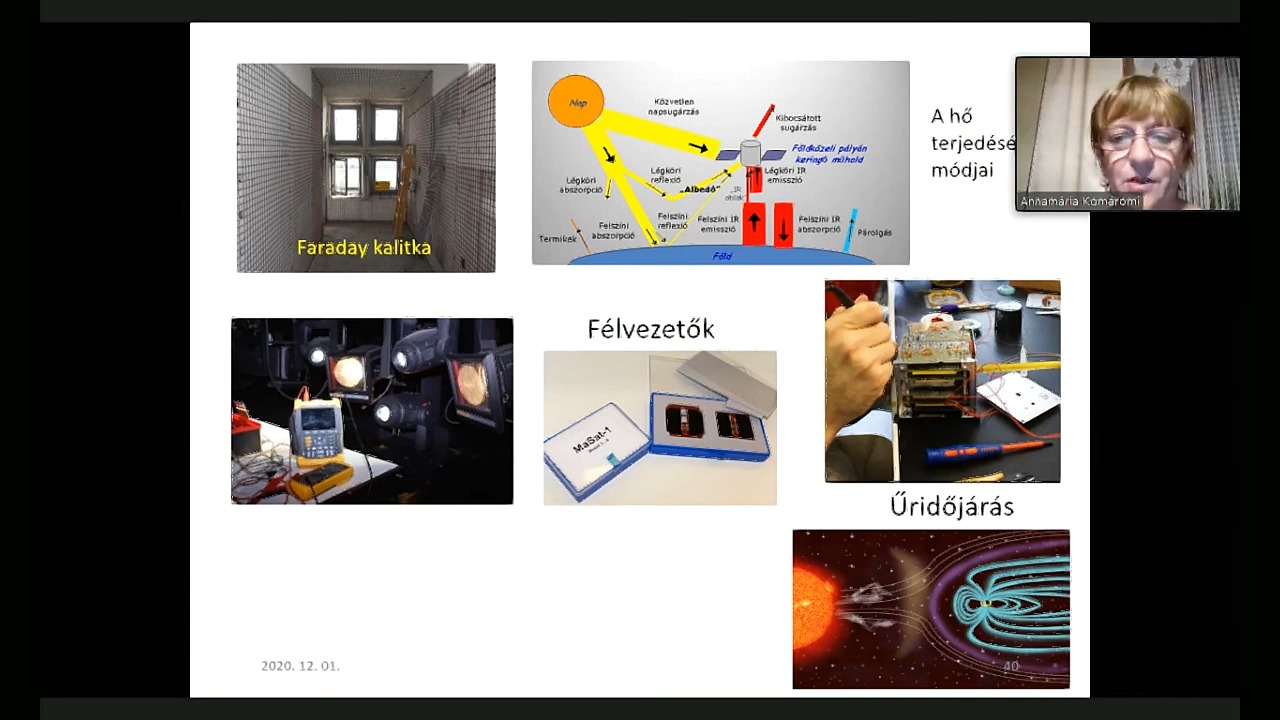 Faraday kalitka
Nap
Közvetlen
napsugárzás
Kibocsátott
sugárzás
Földközeli pályán
keringő műhold
Légköri
abszorpció
Légköri
reflexió
„Albedó”
„IR
ablak”
Légköri IR
emisszió
Termikek
Felszíni
abszorpció
Felszíni
reflexió
Felszíni IR
emisszió
Felszíni IR
abszorpció
Párolgás
Föld
A hő
terjedésé
módjai
Annamária Komáromi
Félvezetők
MaSat-1
Űridőjárás
2020. 12. 01.
40